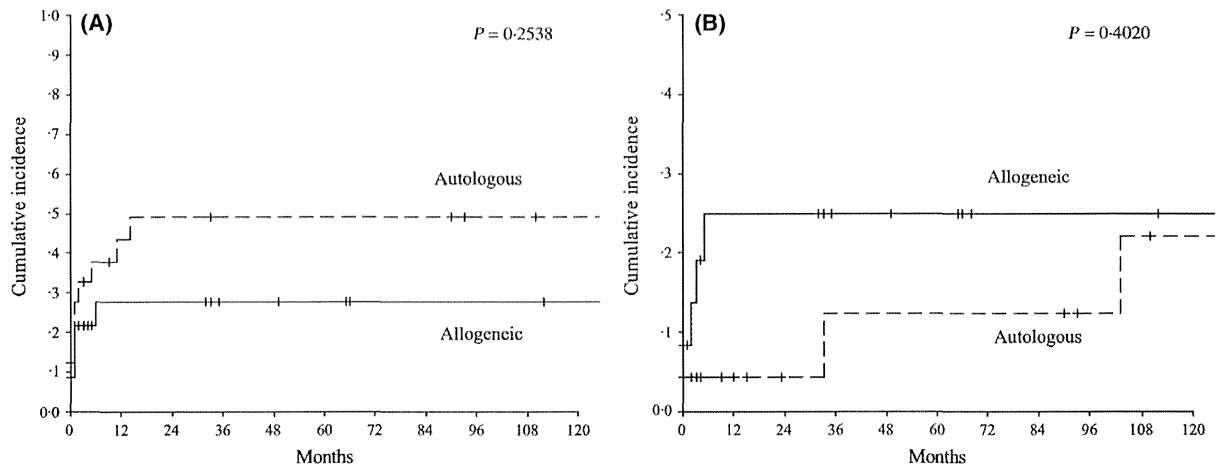 (A)
P = 0·2538
Cumulative incidence
1·0
·9
·8
·7
·6
·5
·4
·3
·2
·1
0·0
Autologous
Allogeneic
0 12 24 36 48 60 72 84 96 108 120
Months
(B)
P = 0·4020
Cumulative incidence
·5
·4
·3
·2
·1
0·0
Allogeneic
Autologous
0 12 24 36 48 60 72 84 96 108 120
Months